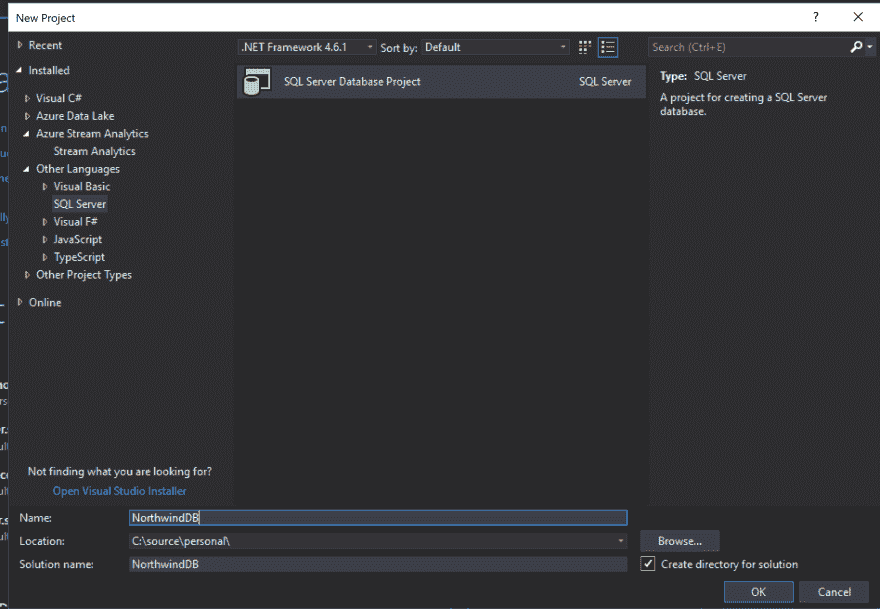 New Project
?
Recent
.NET Framework 4.6.1
Sort by:
Default
Search (Ctrl+E)
Installed
Visual C#
Azure Data Lake
Azure Stream Analytics
Stream Analytics
Other Languages
Visual Basic
SQL Server
Visual F#
JavaScript
TypeScript
Other Project Types
Online
SQL Server Database Project
SQL Server
Type: SQL Server
A project for creating a SQL Server
database.
Not finding what you are looking for?
Open Visual Studio Installer
Name:
NorthwindDB
Location:
C:\source\personal\
Browse...
Solution name:
NorthwindDB
Create directory for solution
OK
Cancel